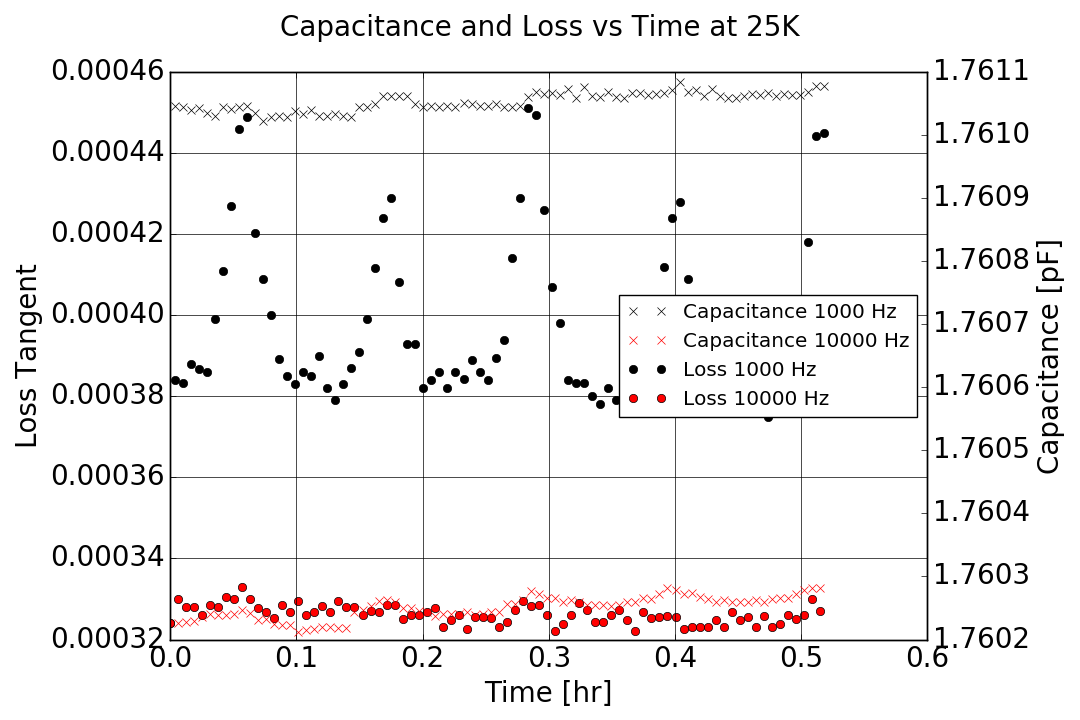 Capacitance and Loss vs Time at 25K
0.00046
0.00044
0.00042
0.00040
0.00038
0.00036
0.00034
0.00032
Loss Tangent
1.7611
1.7610
1.7609
1.7608
1.7607
1.7606
1.7605
1.7604
1.7603
1.7602
Capacitance [pF]
Capacitance 1000 Hz
Capacitance 10000 Hz
Loss 1000 Hz
Loss 10000 Hz
0.0 0.1 0.2 0.3 0.4 0.5 0.6
Time [hr]